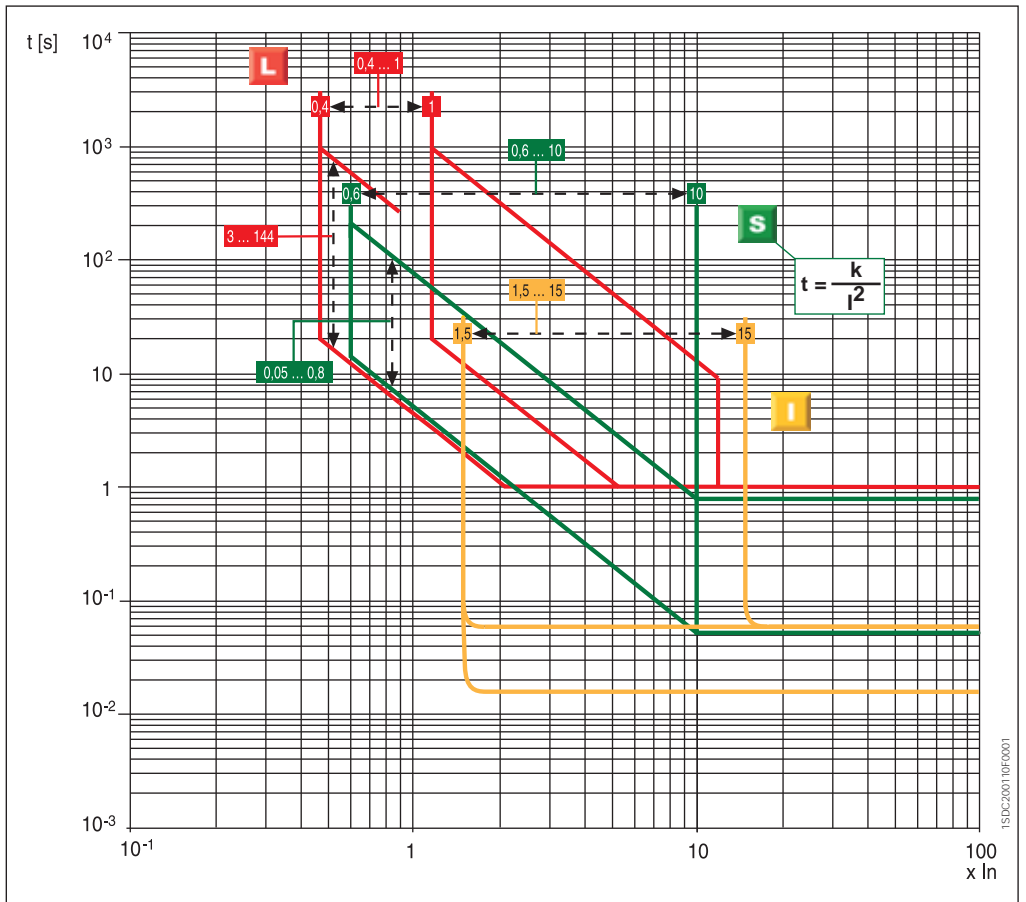 t [s]
10⁴
L
0,4 ... 1
0,4
1
10³
0,6 ... 10
0,6
10
S
3 ... 144
10²
t = k / I²
1,5 ... 15
1,5
15
0,05 ... 0,8
10
I
1
10⁻¹
10⁻²
10⁻³
10⁻¹
1
10
100
x In
1SDC200110F0001